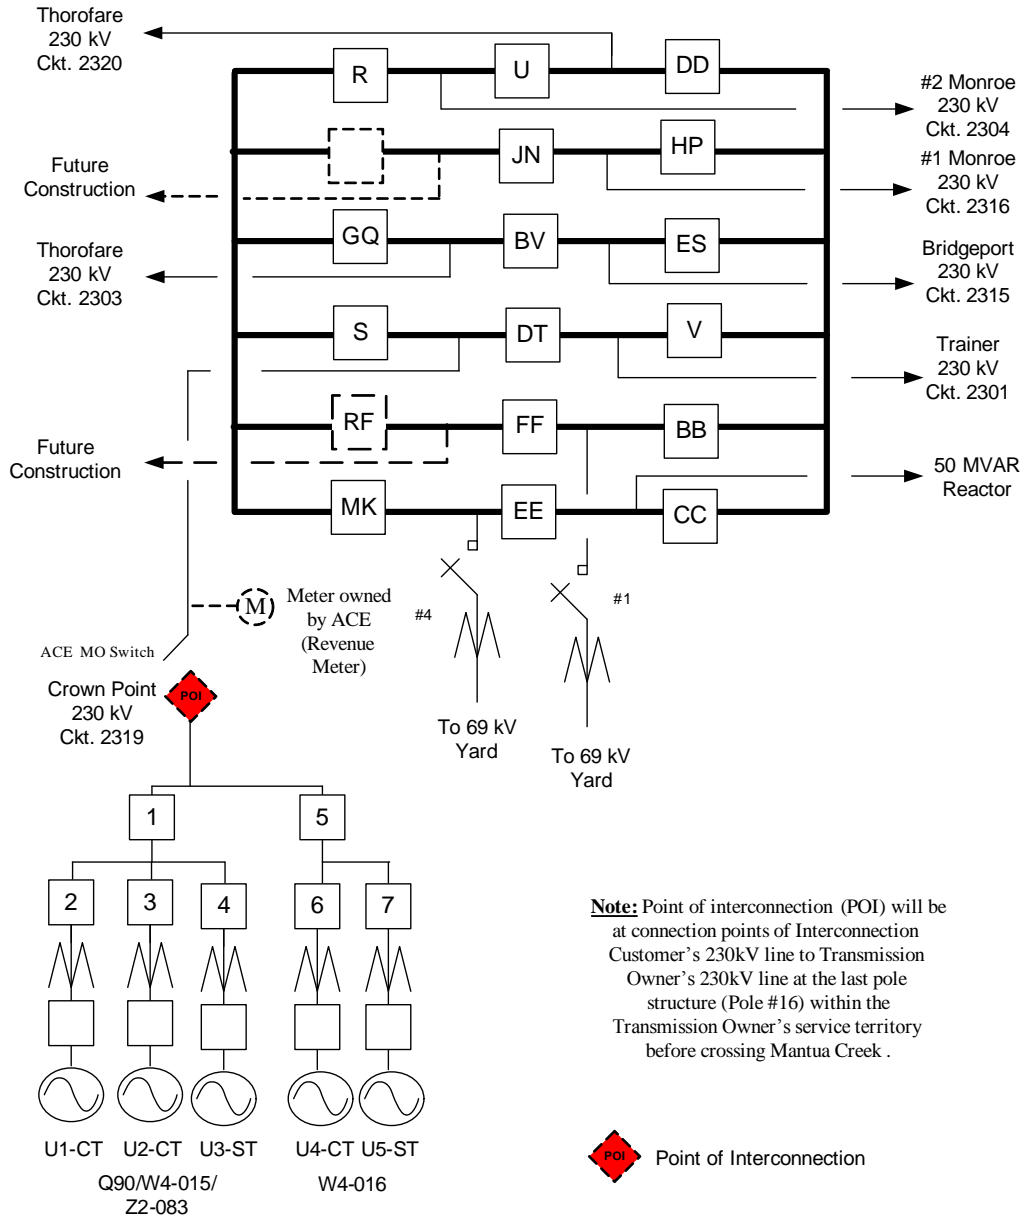 Thorofare
230 kV
Ckt. 2320
R
U
DD
#2 Monroe
230 kV
Ckt. 2304
Future
Construction
JN
HP
#1 Monroe
230 kV
Ckt. 2316
Thorofare
230 kV
Ckt. 2303
GQ
BV
ES
Bridgeport
230 kV
Ckt. 2315
S
DT
V
Trainer
230 kV
Ckt. 2301
Future
Construction
RF
FF
BB
50 MVAR
Reactor
MK
EE
CC
#4
#1
M
Meter owned
by ACE
(Revenue
Meter)
ACE MO Switch
Crown Point
230 kV
Ckt. 2319
POI
To 69 kV
Yard
To 69 kV
Yard
1
5
2
3
4
6
7
Note: Point of interconnection (POI) will be
at connection points of Interconnection
Customer's 230kV line to Transmission
Owner's 230kV line at the last pole
structure (Pole #16) within the
Transmission Owner's service territory
before crossing Mantua Creek .
U1-CT
U2-CT
U3-ST
U4-CT
U5-ST
Q90/W4-015/
Z2-083
W4-016
POI
Point of Interconnection